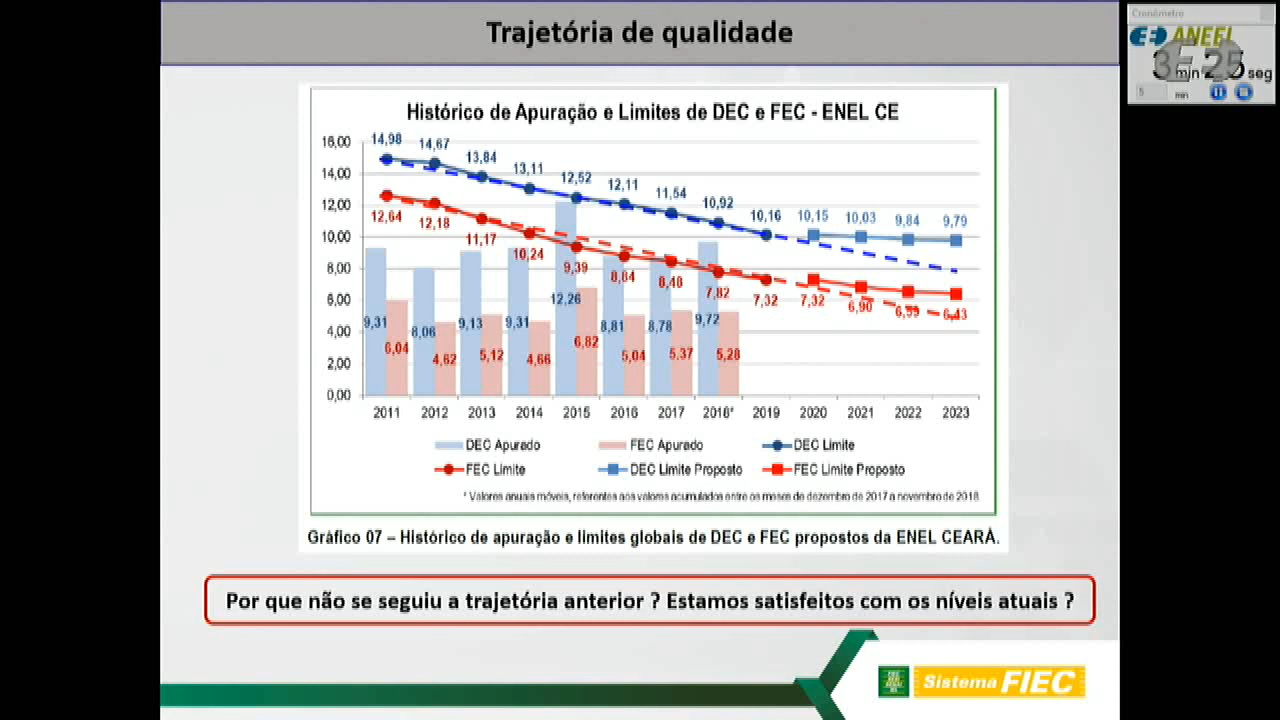 Trajetória de qualidade
Cronômetro
ANEEL
min
seg
5
min
Histórico de Apuração e Limites de DEC e FEC - ENEL CE
16,00
14,00
12,00
10,00
8,00
6,00
4,00
2,00
0,00
14,98 14,67 13,84 13,11 12,52 12,11 11,54 10,92 10,16 10,15 10,03 9,84 9,79
12,64 12,18 11,17 10,24 9,39 8,84 8,48 7,82 7,32 7,32 6,90 6,59 6,43
9,31 8,06 9,13 9,31 12,26 8,81 8,78 9,72
6,04 4,62 5,12 4,66 6,82 5,04 5,37 5,28
2011 2012 2013 2014 2015 2016 2017 2018* 2019 2020 2021 2022 2023
DEC Apurado FEC Apurado DEC Limite
FEC Limite DEC Limite Proposto FEC Limite Proposto
* Valores anuais móveis, referentes aos valores acumulados entre os meses de dezembro de 2017 a novembro de 2018.
Gráfico 07 – Histórico de apuração e limites globais de DEC e FEC propostos da ENEL CEARÁ.
Por que não se seguiu a trajetória anterior ? Estamos satisfeitos com os níveis atuais ?
Sistema FIEC